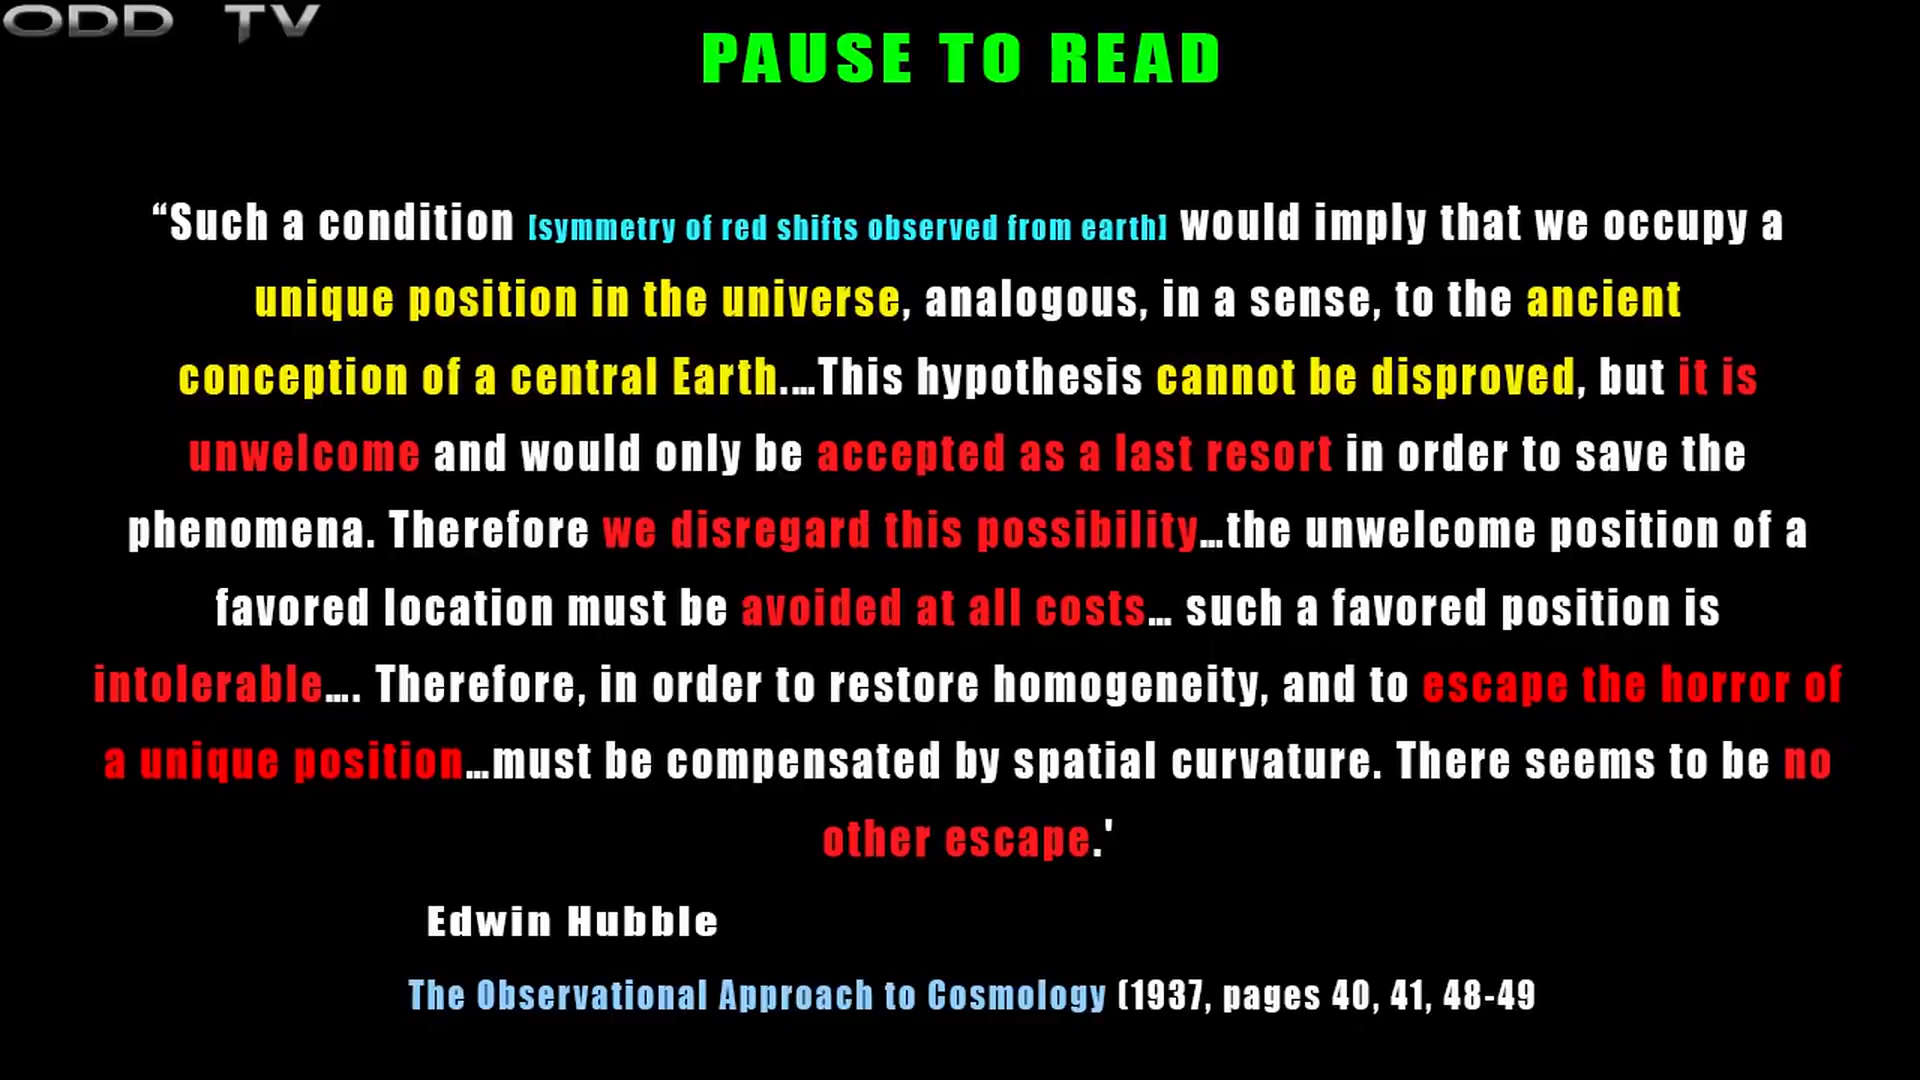 ODD TV
PAUSE TO READ
“Such a condition [symmetry of red shifts observed from earth] would imply that we occupy a
unique position in the universe, analogous, in a sense, to the ancient
conception of a central Earth.…This hypothesis cannot be disproved, but it is
unwelcome and would only be accepted as a last resort in order to save the
phenomena. Therefore we disregard this possibility…the unwelcome position of a
favored location must be avoided at all costs… such a favored position is
intolerable…. Therefore, in order to restore homogeneity, and to escape the horror of
a unique position…must be compensated by spatial curvature. There seems to be no
other escape.'
Edwin Hubble
The Observational Approach to Cosmology (1937, pages 40, 41, 48-49